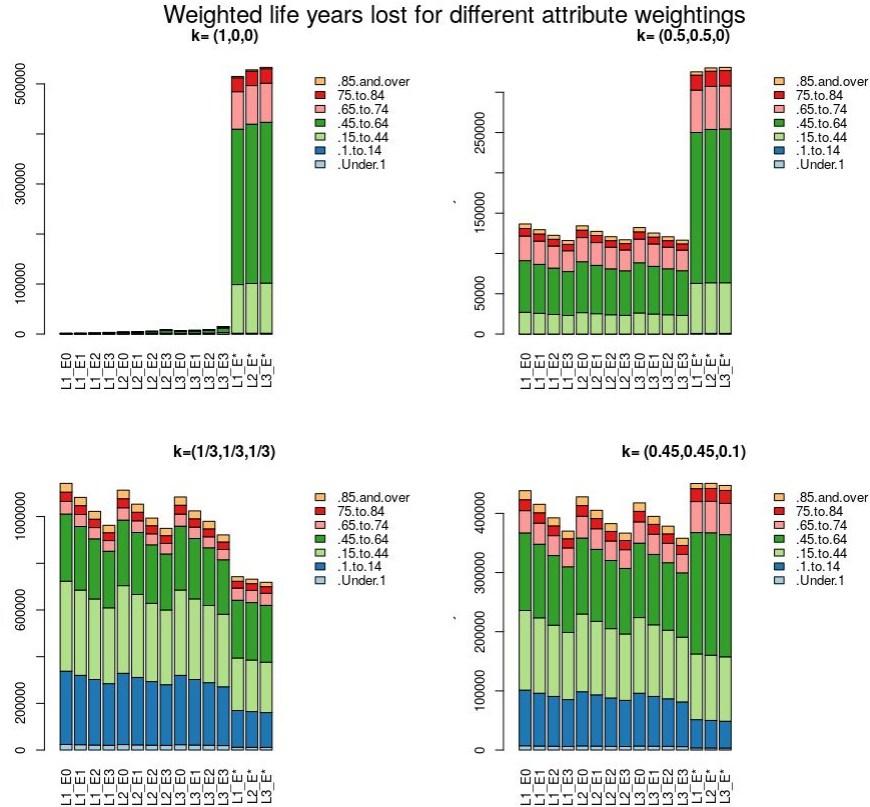 Weighted life years lost for different attribute weightings
k= (1,0,0)
500000
300000
100000
0
L1_E0 L1_E1 L1_E2 L1_E3 L2_E0 L2_E1 L2_E2 L2_E3 L3_E0 L3_E1 L3_E2 L3_E3 L1_E* L2_E* L3_E*
.85.and.over
75.to.84
.65.to.74
.45.to.64
.15.to.44
.1.to.14
.Under.1
k= (0.5,0.5,0)
250000
150000
50000
0
L1_E0 L1_E1 L1_E2 L1_E3 L2_E0 L2_E1 L2_E2 L2_E3 L3_E0 L3_E1 L3_E2 L3_E3 L1_E* L2_E* L3_E*
.85.and.over
75.to.84
.65.to.74
.45.to.64
.15.to.44
.1.to.14
.Under.1
k=(1/3,1/3,1/3)
1000000
600000
200000
0
L1_E0 L1_E1 L1_E2 L1_E3 L2_E0 L2_E1 L2_E2 L2_E3 L3_E0 L3_E1 L3_E2 L3_E3 L1_E* L2_E* L3_E*
.85.and.over
75.to.84
.65.to.74
.45.to.64
.15.to.44
.1.to.14
.Under.1
k= (0.45,0.45,0.1)
400000
300000
200000
100000
0
L1_E0 L1_E1 L1_E2 L1_E3 L2_E0 L2_E1 L2_E2 L2_E3 L3_E0 L3_E1 L3_E2 L3_E3 L1_E* L2_E* L3_E*
.85.and.over
75.to.84
.65.to.74
.45.to.64
.15.to.44
.1.to.14
.Under.1